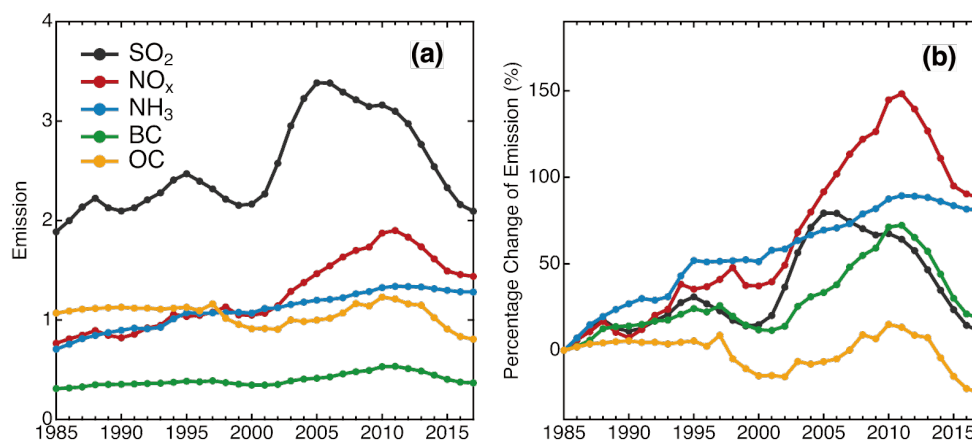 (a)
SO₂
NOₓ
NH₃
BC
OC
Emission
4
3
2
1
0
1985 1990 1995 2000 2005 2010 2015
(b)
Percentage Change of Emission (%)
150
100
50
0
1985 1990 1995 2000 2005 2010 2015